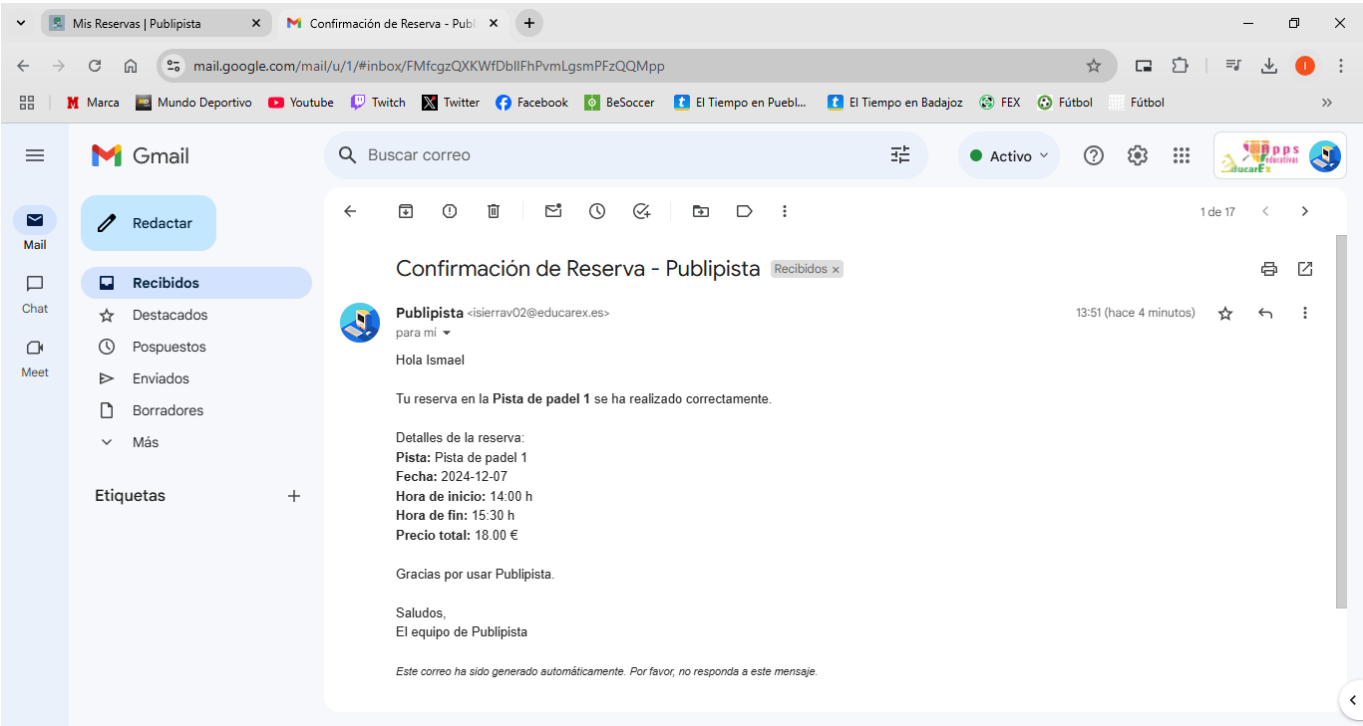 Mis Reservas | Publipista
Confirmación de Reserva - Publ
mail.google.com/mail/u/1/#inbox/FMfcgzQXKWfDbllFhPvmLgsmPFzQQMpp
Marca Mundo Deportivo Youtube Twitch Twitter Facebook BeSoccer El Tiempo en Puebl... El Tiempo en Badajoz FEX Fútbol Fútbol
Gmail
Buscar correo
Activo
Apps
educativas
EducarEx
Redactar
1 de 17
Mail
Chat
Meet
Recibidos
Destacados
Pospuestos
Enviados
Borradores
Más
Etiquetas
Confirmación de Reserva - Publipista Recibidos x
Publipista <isierrav02@educarex.es> 13:51 (hace 4 minutos)
para mí
Hola Ismael
Tu reserva en la Pista de padel 1 se ha realizado correctamente.
Detalles de la reserva:
Pista: Pista de padel 1
Fecha: 2024-12-07
Hora de inicio: 14:00 h
Hora de fin: 15:30 h
Precio total: 18.00 €
Gracias por usar Publipista.
Saludos,
El equipo de Publipista
Este correo ha sido generado automáticamente. Por favor, no responda a este mensaje.